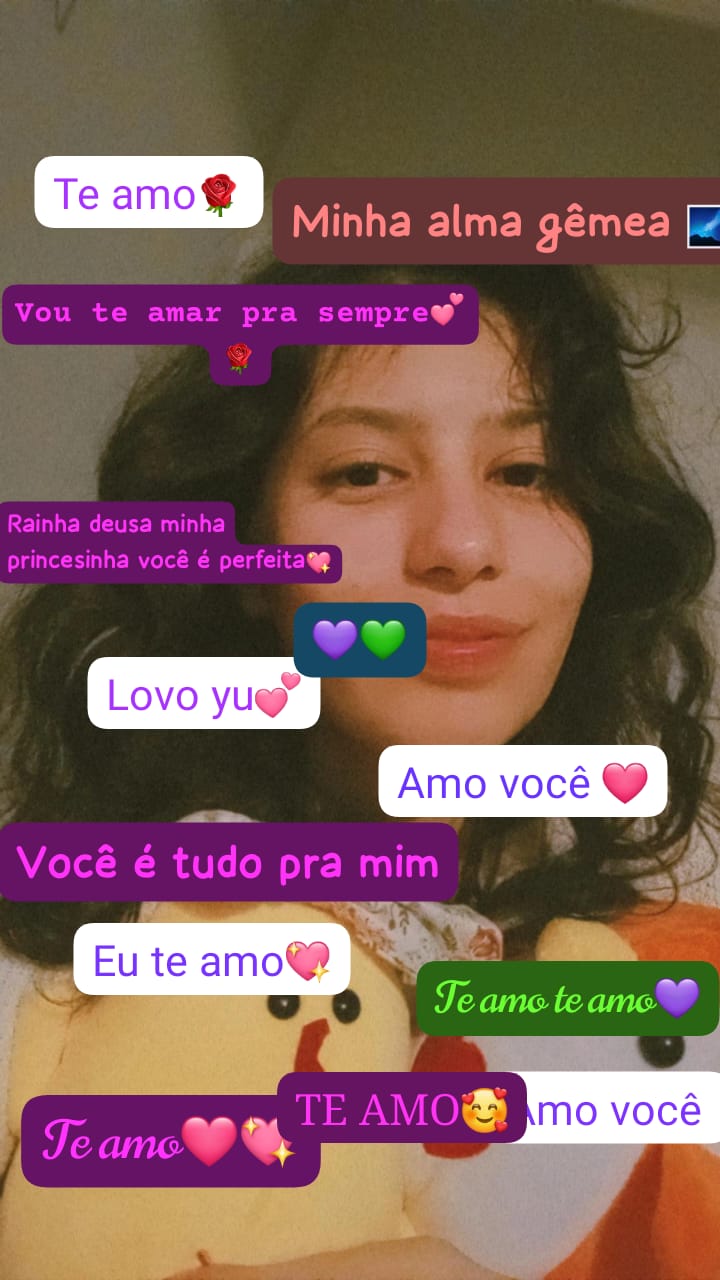 Te amo🌹
Minha alma gêmea 🌌
Vou te amar pra sempre💕
🌹
Rainha deusa minha
princesinha você é perfeita💖
💜💚
Lovo yu💕
Amo você 🩷
Você é tudo pra mim
Eu te amo💖
Te amo te amo💜
TE AMO🥰
Amo você
Te amo🩷💖